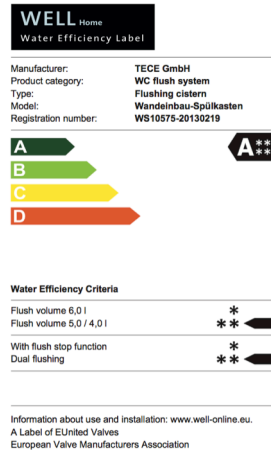 WELL Home
Water Efficiency Label
Manufacturer: TECE GmbH
Product category: WC flush system
Type: Flushing cistern
Model: Wandeinbau-Spülkasten
Registration number: WS10575-20130219
A
A**
**
B
C
D
Water Efficiency Criteria
Flush volume 6,0 l *
Flush volume 5,0 / 4,0 l **
With flush stop function *
Dual flushing **
Information about use and installation: www.well-online.eu.
A Label of EUnited Valves
European Valve Manufacturers Association